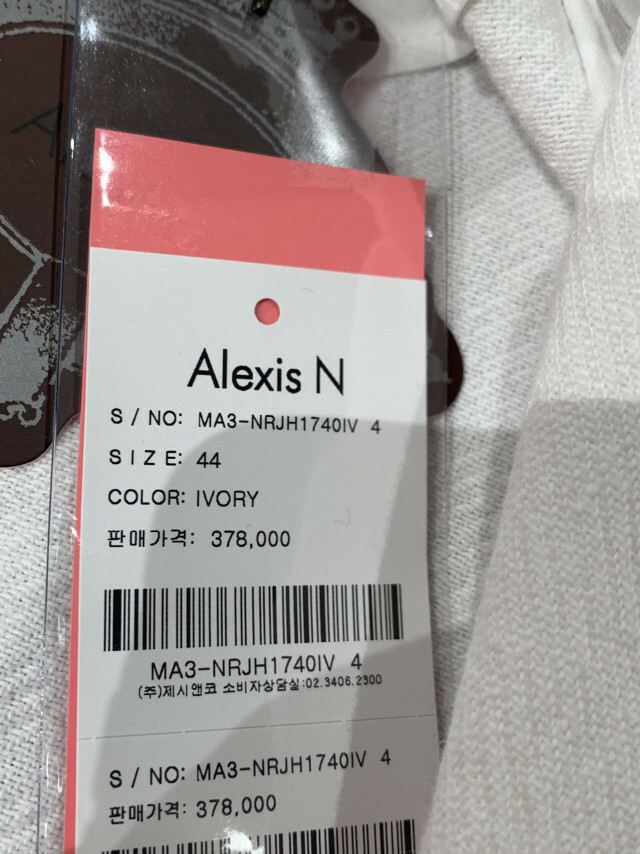 Alexis N
S / NO: MA3-NRJH1740IV 4
SIZE: 44
COLOR: IVORY
판매가격: 378,000
MA3-NRJH1740IV 4
(주)제시앤코 소비자상담실:02.3406.2300
S / NO: MA3-NRJH1740IV 4
판매가격: 378,000